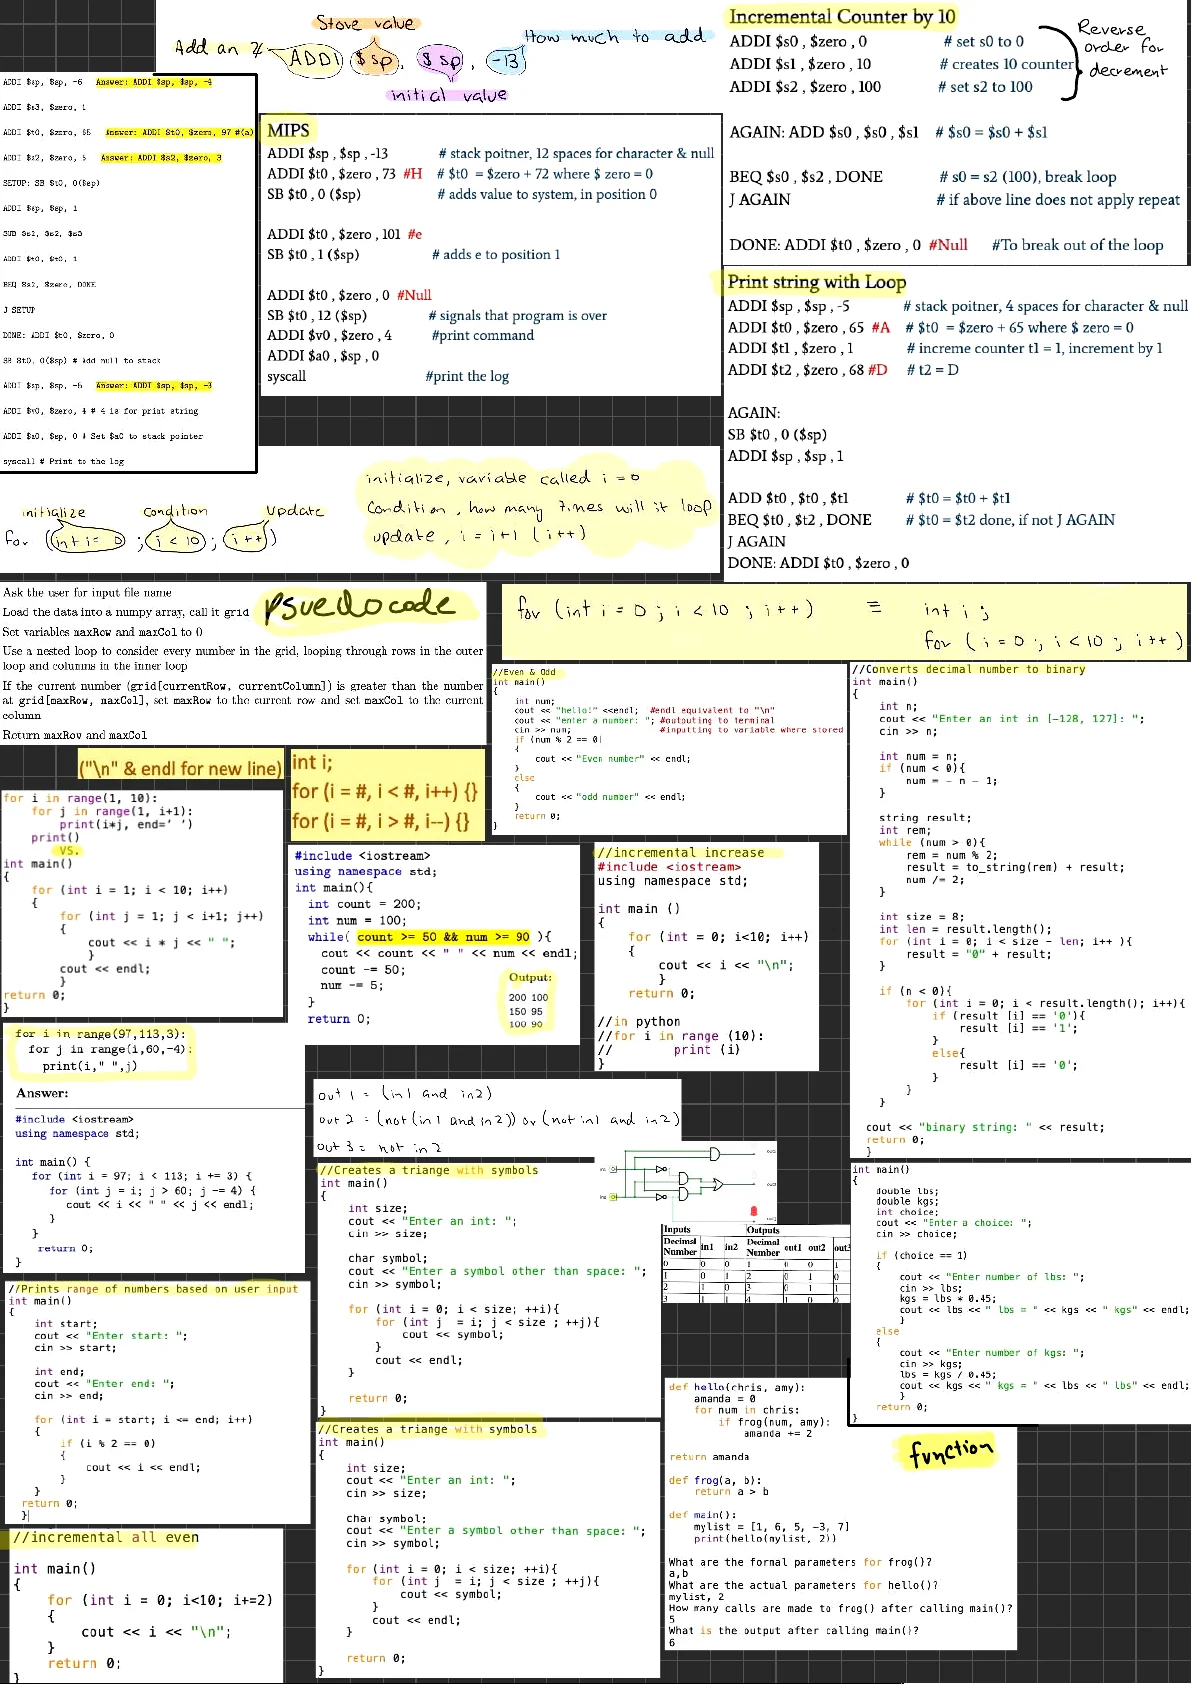 Store value
How much to add
Add an #
ADDI $sp, $sp, -13
initial value
ADDI $sp, $sp, -6 Answer: ADDI $sp, $sp, -4
ADDI $s3, $zero, 1
ADDI $t0, $zero, 65 Answer: ADDI $t0, $zero, 97 #(a)
ADDI $s2, $zero, 5 Answer: ADDI $s2, $zero, 3
SETUP: SB $t0, 0($sp)
ADDI $sp, $sp, 1
SUB $s2, $s2, $s3
ADDI $t0, $t0, 1
BEQ $s2, $zero, DONE
J SETUP
DONE: ADDI $t0, $zero, 0
SB $t0, 0($sp) # Add null to stack
ADDI $sp, $sp, -5 Answer: ADDI $sp, $sp, -3
ADDI $v0, $zero, 4 # 4 is for print string
ADDI $a0, $sp, 0 # Set $a0 to stack pointer
syscall # Print to the log
MIPS
ADDI $sp , $sp , -13 # stack poitner, 12 spaces for character & null
ADDI $t0 , $zero , 73 #H # $t0 = $zero + 72 where $ zero = 0
SB $t0 , 0 ($sp) # adds value to system, in position 0
ADDI $t0 , $zero , 101 #e
SB $t0 , 1 ($sp) # adds e to position 1
ADDI $t0 , $zero , 0 #Null
SB $t0 , 12 ($sp) # signals that program is over
ADDI $v0 , $zero , 4 #print command
ADDI $a0 , $sp , 0
syscall #print the log
Incremental Counter by 10
ADDI $s0 , $zero , 0 # set s0 to 0
ADDI $s1 , $zero , 10 # creates 10 counter
ADDI $s2 , $zero , 100 # set s2 to 100
Reverse
order for
decrement
AGAIN: ADD $s0 , $s0 , $s1 # $s0 = $s0 + $s1
BEQ $s0 , $s2 , DONE # s0 = s2 (100), break loop
J AGAIN # if above line does not apply repeat
DONE: ADDI $t0 , $zero , 0 #Null #To break out of the loop
Print string with Loop
ADDI $sp , $sp , -5 # stack poitner, 4 spaces for character & null
ADDI $t0 , $zero , 65 #A # $t0 = $zero + 65 where $ zero = 0
ADDI $t1 , $zero , 1 # increme counter t1 = 1, increment by 1
ADDI $t2 , $zero , 68 #D # t2 = D
AGAIN:
SB $t0 , 0 ($sp)
ADDI $sp , $sp , 1
ADD $t0 , $t0 , $t1 # $t0 = $t0 + $t1
BEQ $t0 , $t2 , DONE # $t0 = $t2 done, if not J AGAIN
J AGAIN
DONE: ADDI $t0 , $zero , 0
initialize condition update
for (int i = 0 ; i < 10 ; i++)
initialize, variable called i = 0
Condition, how many times will it loop
update, i = i+1 (i++)
Ask the user for input file name
Load the data into a numpy array, call it grid
Set variables maxRow and maxCol to 0
Use a nested loop to consider every number in the grid, looping through rows in the outer
loop and columns in the inner loop
If the current number (grid[currentRow, currentColumn]) is greater than the number
at grid[maxRow, maxCol], set maxRow to the current row and set maxCol to the current
column
Return maxRow and maxCol
psuedocode
for (int i = 0 ; i < 10 ; i++) ≡ int i;
for (i = 0 ; i < 10 ; i++)
("\n" & endl for new line)
int i;
for (i = #, i < #, i++) {}
for (i = #, i > #, i--) {}
//Even & Odd
int main()
{
int num;
cout << "hello!" <<endl; #endl equivalent to "\n"
cout << "enter a number: "; #outputing to terminal
cin >> num; #inputting to variable where stored
if (num % 2 == 0)
{
cout << "Even number" << endl;
}
else
{
cout << "odd number" << endl;
}
return 0;
}
//Converts decimal number to binary
int main()
{
int n;
cout << "Enter an int in [-128, 127]: ";
cin >> n;
int num = n;
if (num < 0){
num = - n - 1;
}
string result;
int rem;
while (num > 0){
rem = num % 2;
result = to_string(rem) + result;
num /= 2;
}
int size = 8;
int len = result.length();
for (int i = 0; i < size - len; i++ ){
result = "0" + result;
}
if (n < 0){
for (int i = 0; i < result.length(); i++){
if (result [i] == '0'){
result [i] == '1';
}
else{
result [i] == '0';
}
}
}
cout << "binary string: " << result;
return 0;
}
for i in range(1, 10):
for j in range(1, i+1):
print(i*j, end=' ')
print()
VS.
int main()
{
for (int i = 1; i < 10; i++)
{
for (int j = 1; j < i+1; j++)
{
cout << i * j << " ";
}
cout << endl;
}
return 0;
}
#include <iostream>
using namespace std;
int main(){
int count = 200;
int num = 100;
while( count >= 50 && num >= 90 ){
cout << count << " " << num << endl;
count -= 50;
num -= 5;
}
return 0;
Output:
200 100
150 95
100 90
//incremental increase
#include <iostream>
using namespace std;
int main ()
{
for (int = 0; i<10; i++)
{
cout << i << "\n";
}
return 0;
//in python
//for i in range (10):
// print (i)
}
for i in range(97,113,3):
for j in range(i,60,-4):
print(i," ",j)
Answer:
#include <iostream>
using namespace std;
int main() {
for (int i = 97; i < 113; i += 3) {
for (int j = i; j > 60; j -= 4) {
cout << i << " " << j << endl;
}
}
return 0;
}
out 1 = (in1 and in2)
out 2 = (not(in1 and in2)) or (not in1 and in2)
out 3 = not in2
Inputs Outputs
Decimal Number in1 in2 Decimal Number out1 out2 out3
0 0 0 1 0 0 1
1 0 1 2 0 1 0
2 1 0 3 0 1 1
3 1 1 4 1 0 0
//Creates a triange with symbols
int main()
{
int size;
cout << "Enter an int: ";
cin >> size;
char symbol;
cout << "Enter a symbol other than space: ";
cin >> symbol;
for (int i = 0; i < size; ++i){
for (int j = i; j < size ; ++j){
cout << symbol;
}
cout << endl;
}
return 0;
}
int main()
{
double lbs;
double kgs;
int choice;
cout << "Enter a choice: ";
cin >> choice;
if (choice == 1)
{
cout << "Enter number of lbs: ";
cin >> lbs;
kgs = lbs * 0.45;
cout << lbs << " lbs = " << kgs << " kgs" << endl;
}
else
{
cout << "Enter number of kgs: ";
cin >> kgs;
lbs = kgs / 0.45;
cout << kgs << " kgs = " << lbs << " lbs" << endl;
}
return 0;
}
//Prints range of numbers based on user input
int main()
{
int start;
cout << "Enter start: ";
cin >> start;
int end;
cout << "Enter end: ";
cin >> end;
for (int i = start; i <= end; i++)
{
if (i % 2 == 0)
{
cout << i << endl;
}
}
return 0;
}
//Creates a triange with symbols
int main()
{
int size;
cout << "Enter an int: ";
cin >> size;
char symbol;
cout << "Enter a symbol other than space: ";
cin >> symbol;
for (int i = 0; i < size; ++i){
for (int j = i; j < size ; ++j){
cout << symbol;
}
cout << endl;
}
return 0;
}
def hello(chris, amy):
amanda = 0
for num in chris:
if frog(num, amy):
amanda += 2
return amanda
def frog(a, b):
return a > b
def main():
mylist = [1, 6, 5, -3, 7]
print(hello(mylist, 2))
What are the formal parameters for frog()?
a,b
What are the actual parameters for hello()?
mylist, 2
How many calls are made to frog() after calling main()?
5
What is the output after calling main()?
6
function
//incremental all even
int main()
{
for (int i = 0; i<10; i+=2)
{
cout << i << "\n";
}
return 0;
}